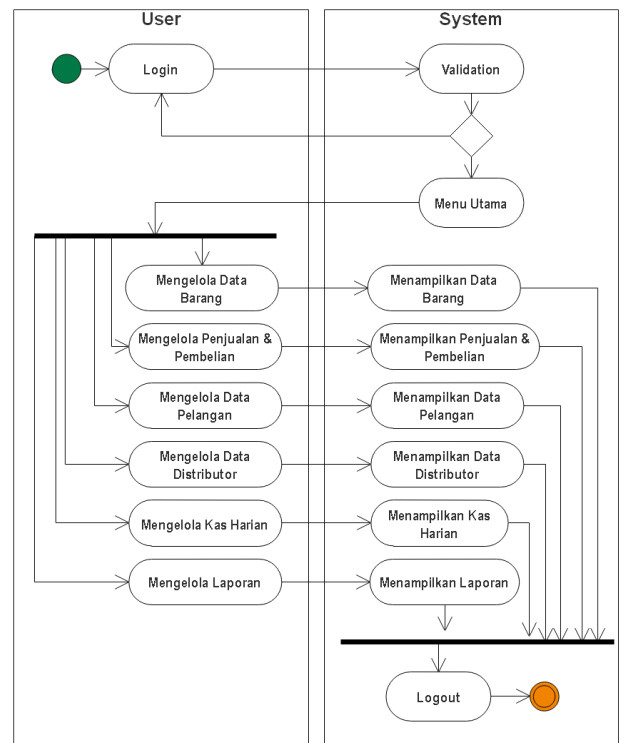 User
System
Login
Validation
Menu Utama
Mengelola Data
Barang
Menampilkan Data
Barang
Mengelola Penjualan &
Pembelian
Menampilkan Penjualan &
Pembelian
Mengelola Data
Pelangan
Menampilkan Data
Pelangan
Mengelola Data
Distributor
Menampilkan Data
Distributor
Mengelola Kas Harian
Menampilkan Kas
Harian
Mengelola Laporan
Menampilkan Laporan
Logout